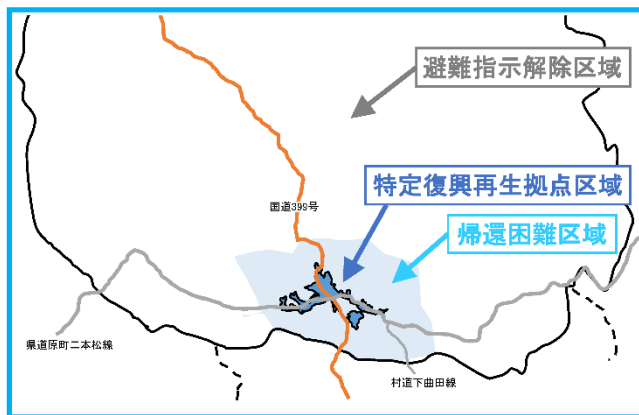 避難指示解除区域
特定復興再生拠点区域
国道399号
帰還困難区域
県道原町二本松線
村道下曲田線